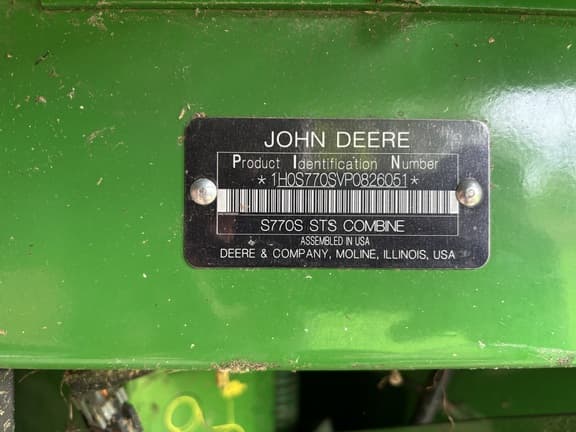 JOHN DEERE
Product Identification Number
*1H0S770SVP0826051*
S770S STS COMBINE
ASSEMBLED IN USA
DEERE & COMPANY, MOLINE, ILLINOIS, USA